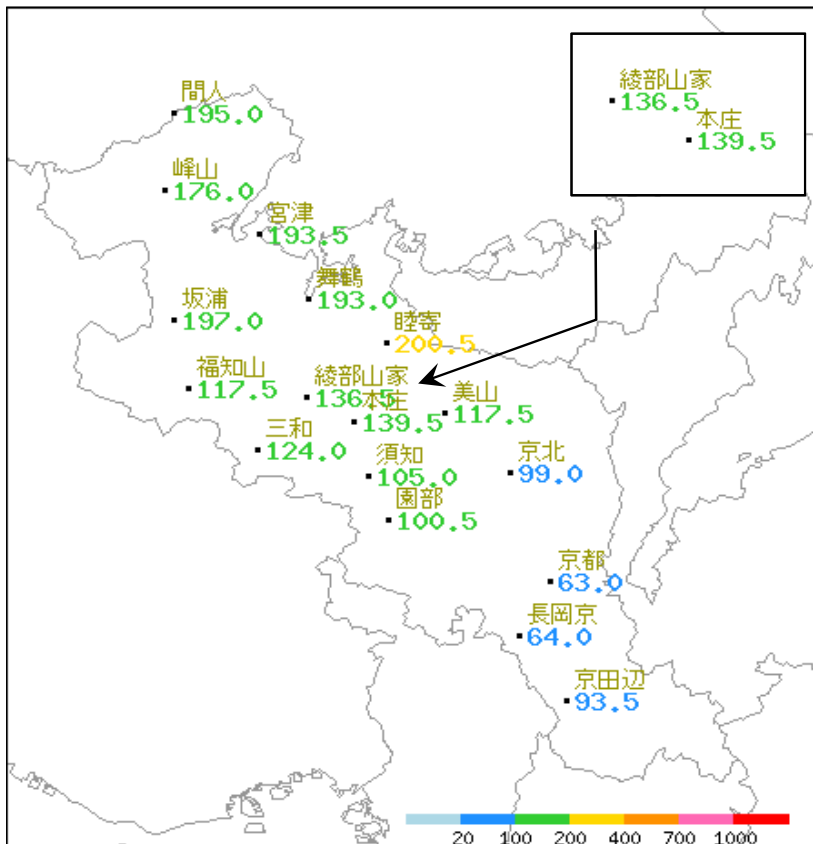 綾部山家
136.5
本庄
139.5
間人
195.0
峰山
176.0
宮津
193.5
舞鶴
193.0
坂浦
197.0
睦寄
200.5
福知山
117.5
綾部山家
136.5
本庄
139.5
美山
117.5
三和
124.0
須知
105.0
京北
99.0
園部
100.5
京都
63.0
長岡京
64.0
京田辺
93.5
20 100 200 400 700 1000